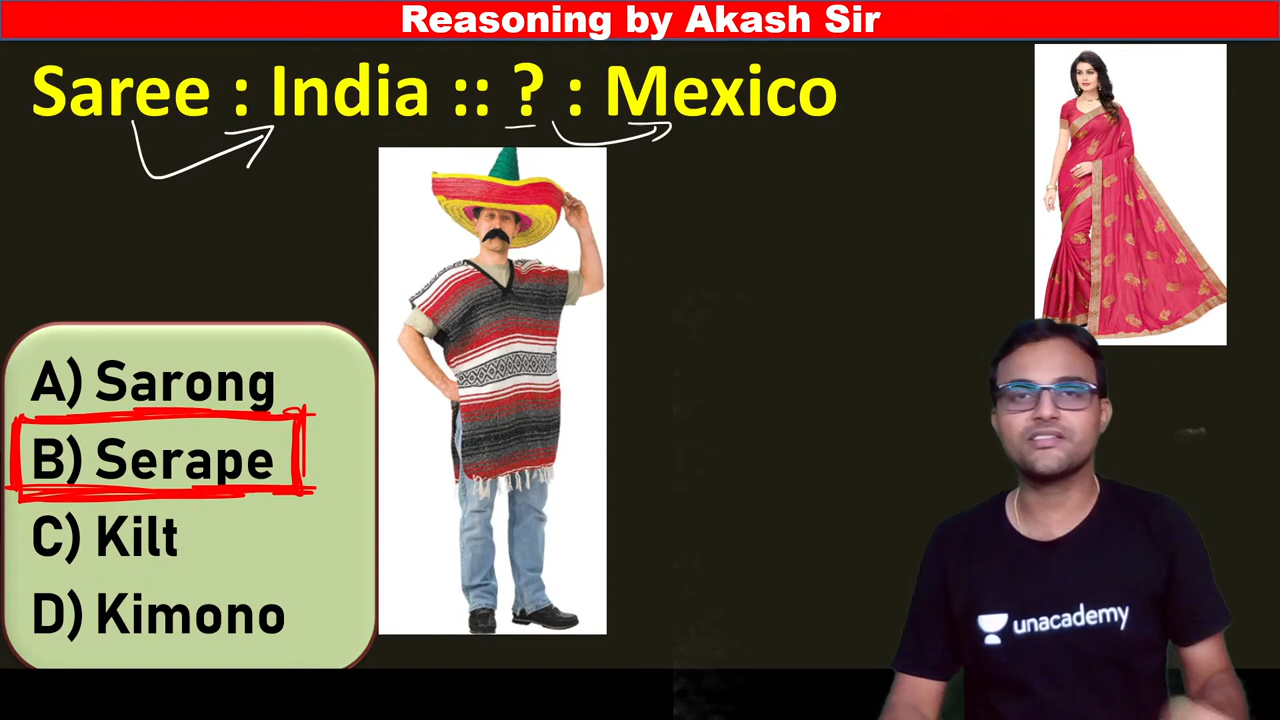 Reasoning by Akash Sir
Saree : India :: ? : Mexico
A) Sarong
B) Serape
C) Kilt
D) Kimono
unacademy